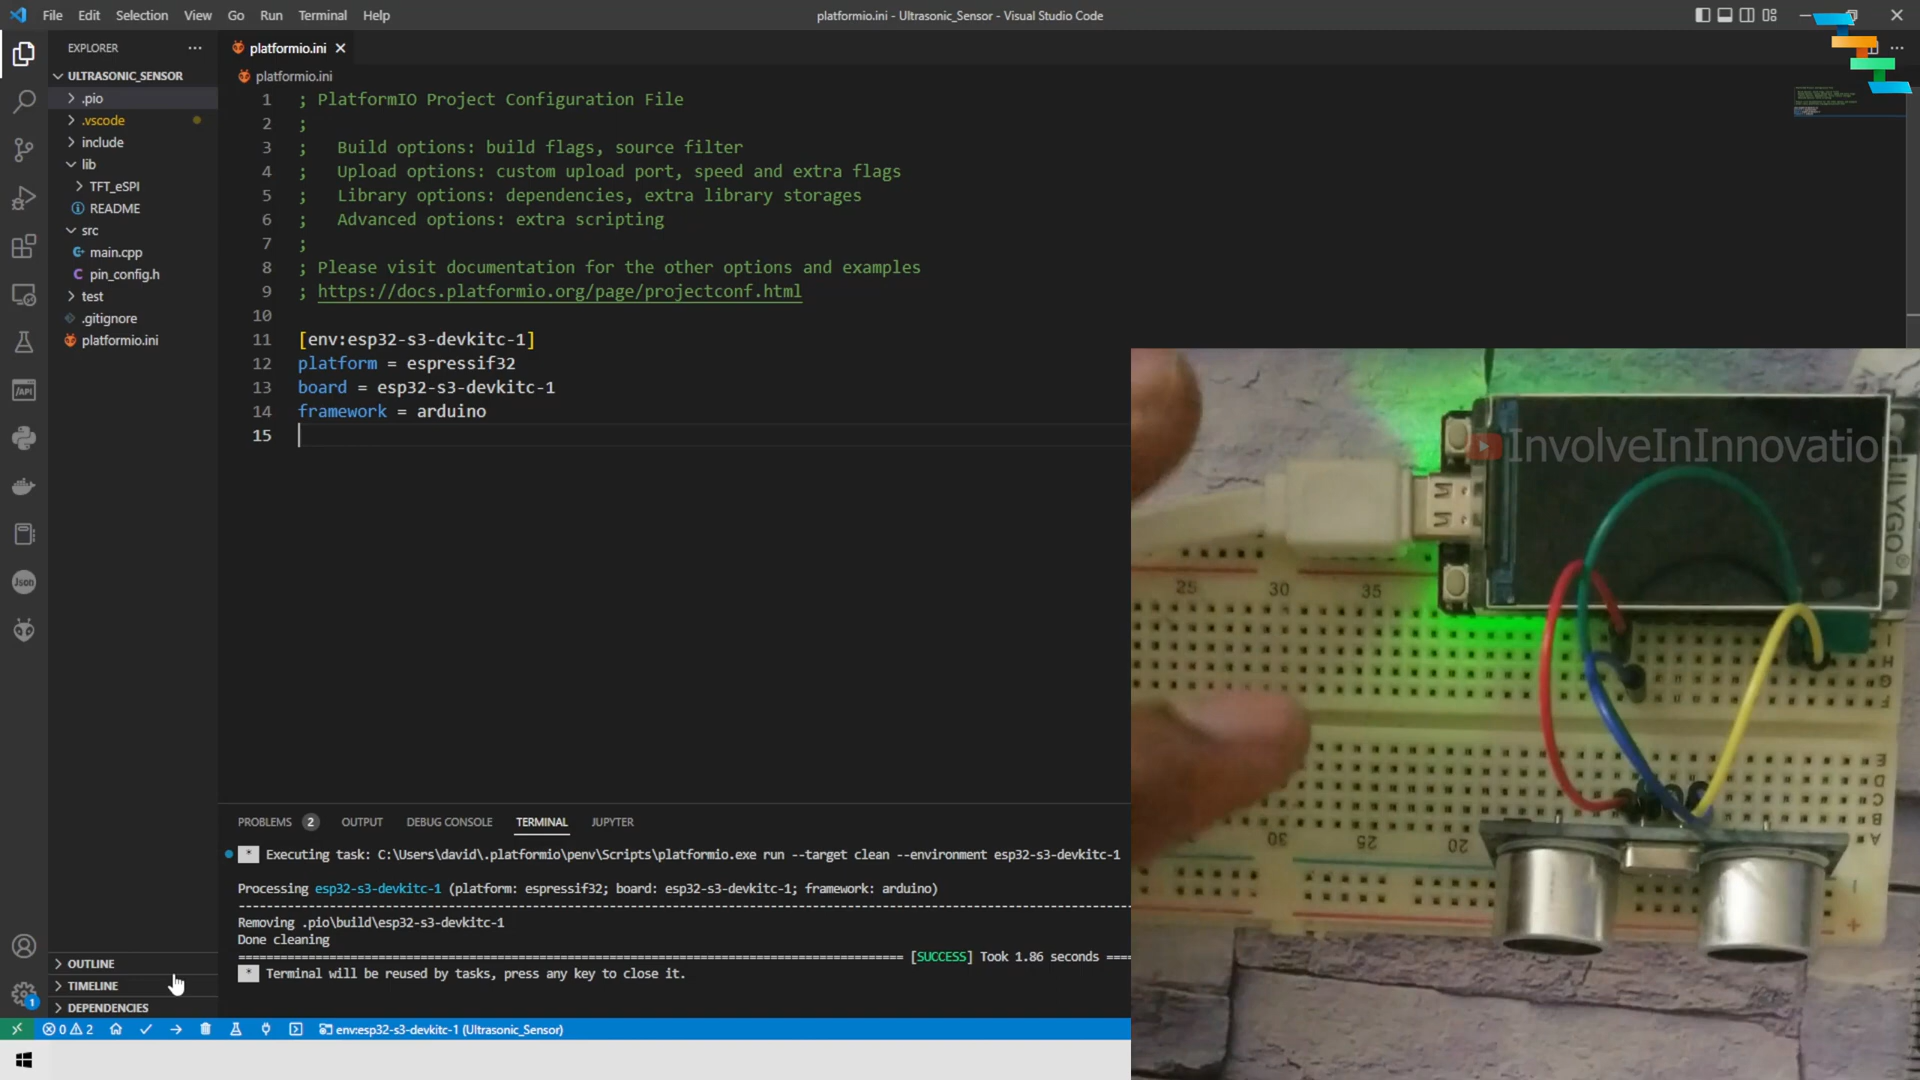 File Edit Selection View Go Run Terminal Help
platformio.ini - Ultrasonic_Sensor - Visual Studio Code
EXPLORER
ULTRASONIC_SENSOR
.pio
.vscode
include
lib
TFT_eSPI
README
src
main.cpp
pin_config.h
test
.gitignore
platformio.ini
OUTLINE
TIMELINE
DEPENDENCIES
platformio.ini
platformio.ini
1 ; PlatformIO Project Configuration File
2 ;
3 ; Build options: build flags, source filter
4 ; Upload options: custom upload port, speed and extra flags
5 ; Library options: dependencies, extra library storages
6 ; Advanced options: extra scripting
7 ;
8 ; Please visit documentation for the other options and examples
9 ; https://docs.platformio.org/page/projectconf.html
10
11 [env:esp32-s3-devkitc-1]
12 platform = espressif32
13 board = esp32-s3-devkitc-1
14 framework = arduino
15
PROBLEMS 2 OUTPUT DEBUG CONSOLE TERMINAL JUPYTER
* Executing task: C:\Users\david\.platformio\penv\Scripts\platformio.exe run --target clean --environment esp32-s3-devkitc-1
Processing esp32-s3-devkitc-1 (platform: espressif32; board: esp32-s3-devkitc-1; framework: arduino)
Removing .pio\build\esp32-s3-devkitc-1
Done cleaning
[SUCCESS] Took 1.86 seconds
* Terminal will be reused by tasks, press any key to close it.
API
Json
1
0 2 env:esp32-s3-devkitc-1 (Ultrasonic_Sensor)
InvolveInInnovation
LILYGO®
25 30 35
30 25 20
I
H
G
F
E
D
C
B
A